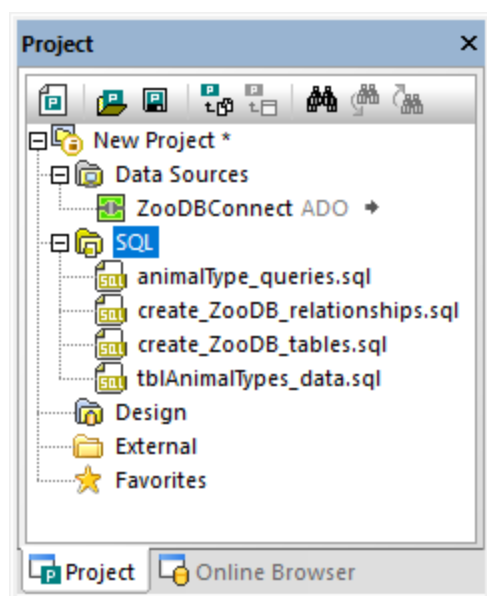 Project
New Project *
Data Sources
ZooDBConnect ADO
SQL
animalType_queries.sql
create_ZooDB_relationships.sql
create_ZooDB_tables.sql
tblAnimalTypes_data.sql
Design
External
Favorites
Project Online Browser